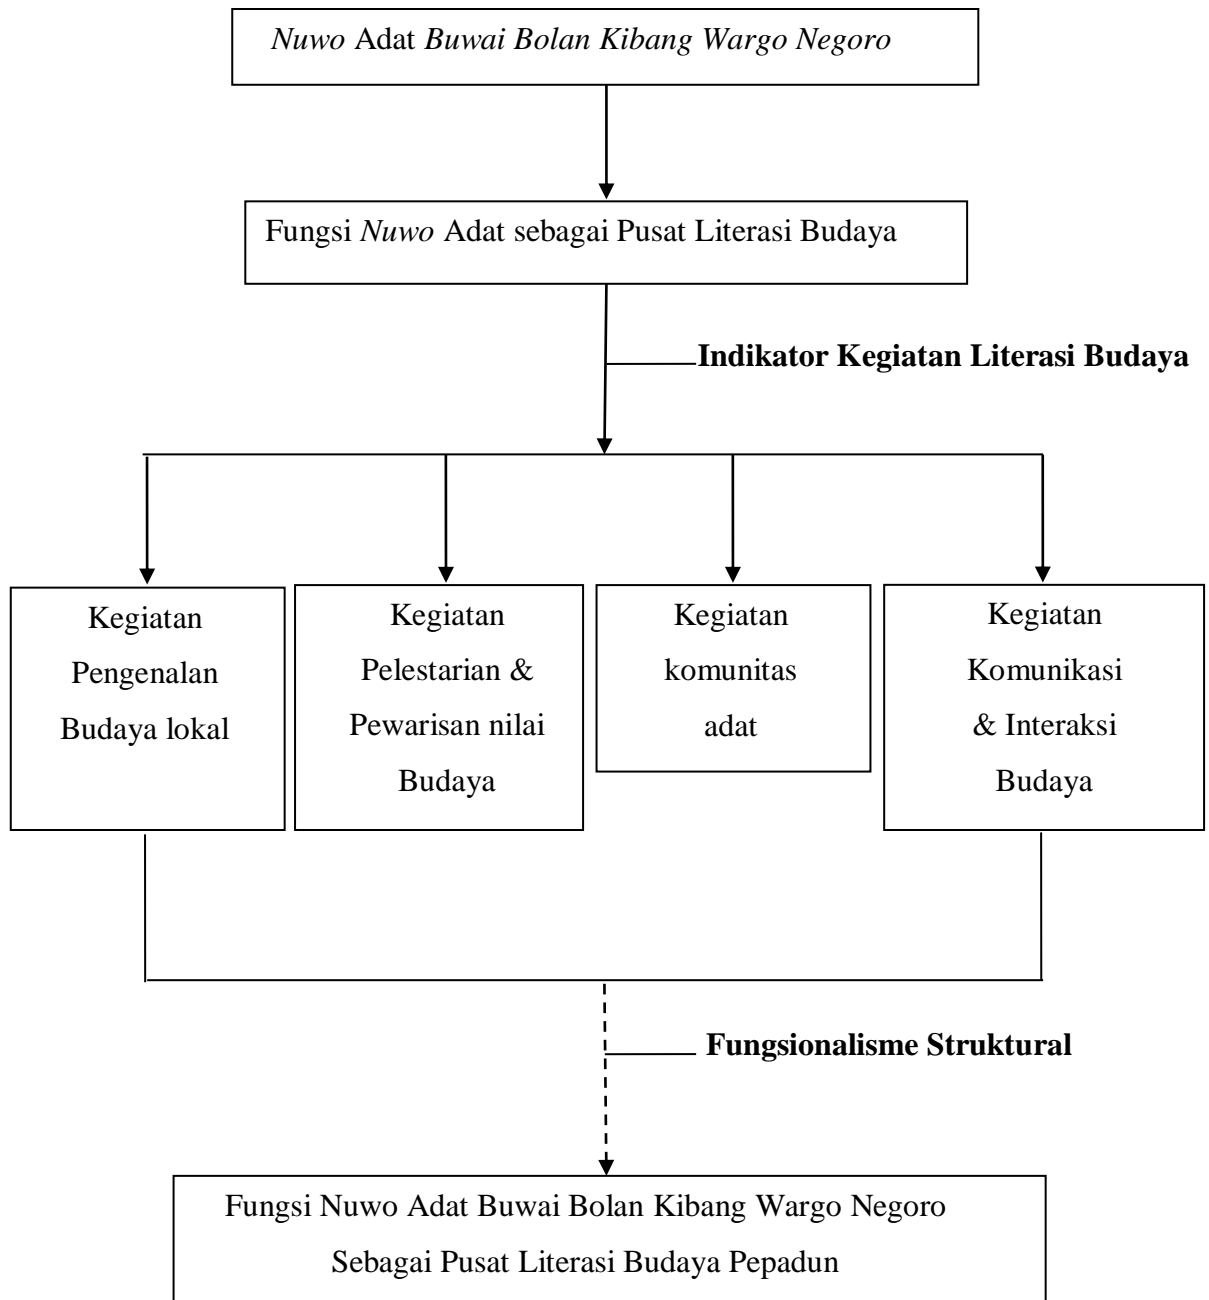 Nuwo Adat Buwai Bolan Kibang Wargo Negoro
Fungsi Nuwo Adat sebagai Pusat Literasi Budaya
Indikator Kegiatan Literasi Budaya
Kegiatan
Pengenalan
Budaya lokal
Kegiatan
Pelestarian &
Pewarisan nilai
Budaya
Kegiatan
komunitas
adat
Kegiatan
Komunikasi
& Interaksi
Budaya
Fungsionalisme Struktural
Fungsi Nuwo Adat Buwai Bolan Kibang Wargo Negoro
Sebagai Pusat Literasi Budaya Pepadun